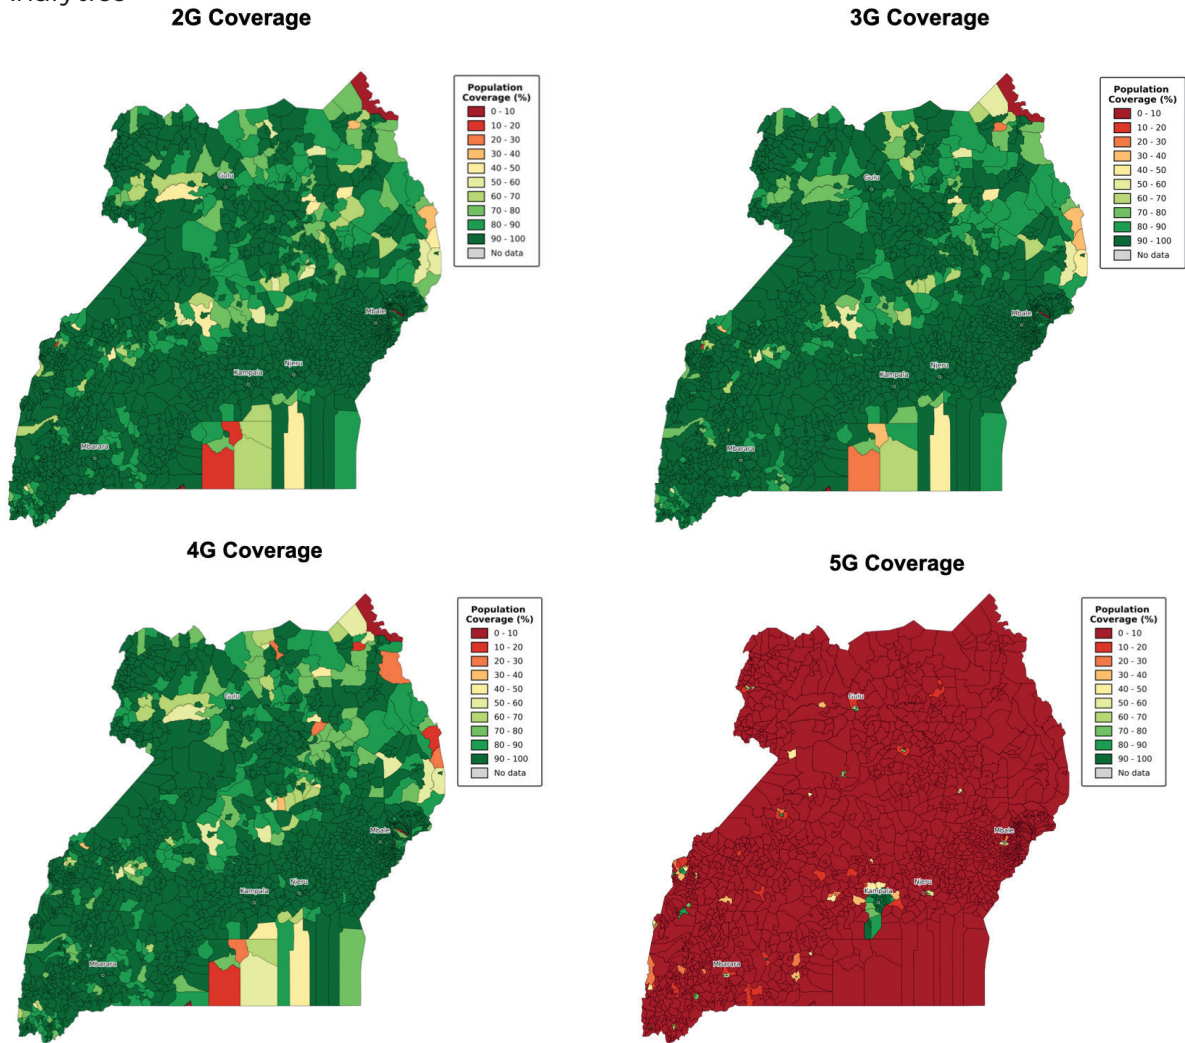 2G Coverage
3G Coverage
Population
Coverage (%)
0 - 10
10 - 20
20 - 30
30 - 40
40 - 50
50 - 60
60 - 70
70 - 80
80 - 90
90 - 100
No data
Gulu
Mbale
Njeru
Kampala
Mbarara
Population
Coverage (%)
0 - 10
10 - 20
20 - 30
30 - 40
40 - 50
50 - 60
60 - 70
70 - 80
80 - 90
90 - 100
No data
Gulu
Mbale
Njeru
Kampala
Mbarara
4G Coverage
5G Coverage
Population
Coverage (%)
0 - 10
10 - 20
20 - 30
30 - 40
40 - 50
50 - 60
60 - 70
70 - 80
80 - 90
90 - 100
No data
Gulu
Mbale
Njeru
Kampala
Mbarara
Population
Coverage (%)
0 - 10
10 - 20
20 - 30
30 - 40
40 - 50
50 - 60
60 - 70
70 - 80
80 - 90
90 - 100
No data
Gulu
Mbale
Njeru
Kampala
Mbarara